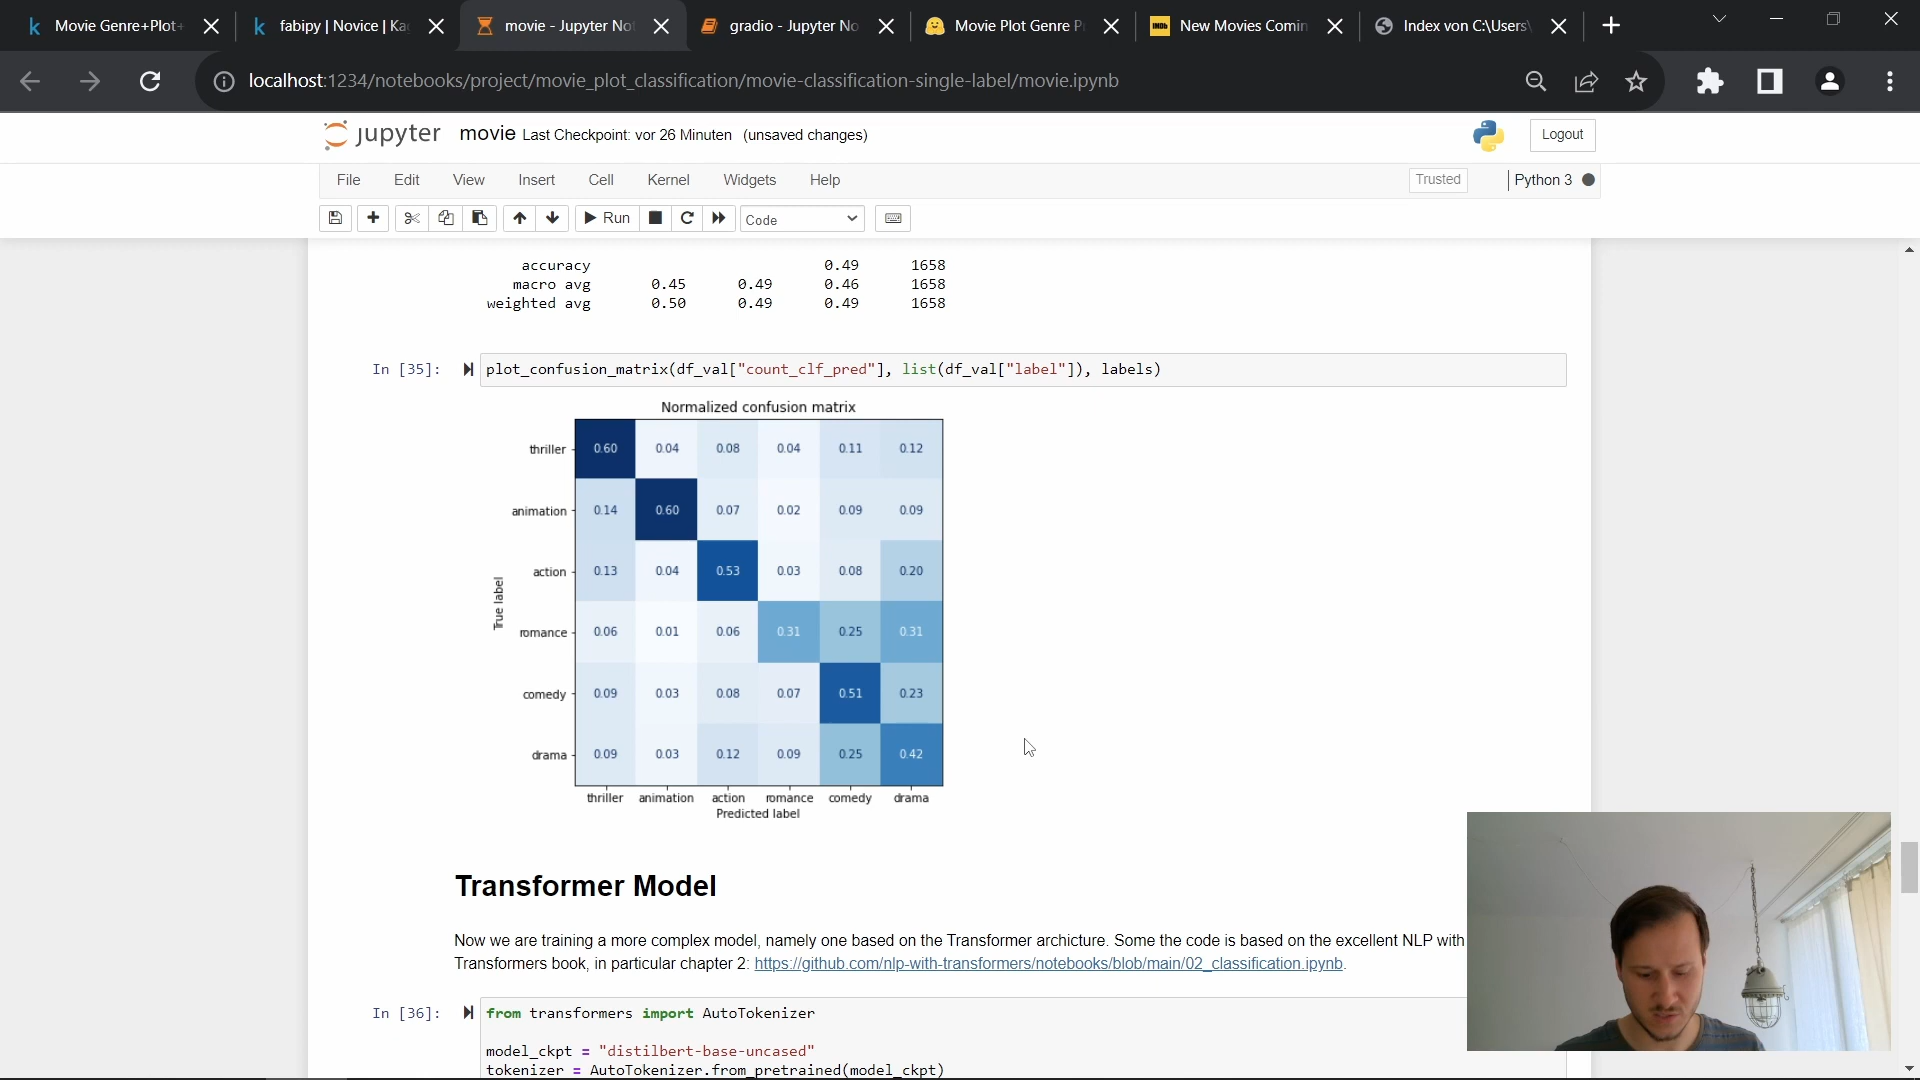 Movie Genre+Plot
fabipy | Novice | Ka
movie - Jupyter Not
gradio - Jupyter No
Movie Plot Genre P
IMDb New Movies Comin
Index von C:\Users\
localhost:1234/notebooks/project/movie_plot_classification/movie-classification-single-label/movie.ipynb
jupyter movie Last Checkpoint: vor 26 Minuten (unsaved changes)
Logout
File Edit View Insert Cell Kernel Widgets Help
Trusted
Python 3
Run
Code
accuracy 0.49 1658
macro avg 0.45 0.49 0.46 1658
weighted avg 0.50 0.49 0.49 1658
In [35]: plot_confusion_matrix(df_val["count_clf_pred"], list(df_val["label"]), labels)
Normalized confusion matrix
thriller 0.60 0.04 0.08 0.04 0.11 0.12
animation 0.14 0.60 0.07 0.02 0.09 0.09
action 0.13 0.04 0.53 0.03 0.08 0.20
True label
romance 0.06 0.01 0.06 0.31 0.25 0.31
comedy 0.09 0.03 0.08 0.07 0.51 0.23
drama 0.09 0.03 0.12 0.09 0.25 0.42
thriller animation action romance comedy drama
Predicted label
Transformer Model
Now we are training a more complex model, namely one based on the Transformer archicture. Some the code is based on the excellent NLP with
Transformers book, in particular chapter 2: https://github.com/nlp-with-transformers/notebooks/blob/main/02_classification.ipynb.
In [36]: from transformers import AutoTokenizer
model_ckpt = "distilbert-base-uncased"
tokenizer = AutoTokenizer.from_pretrained(model_ckpt)